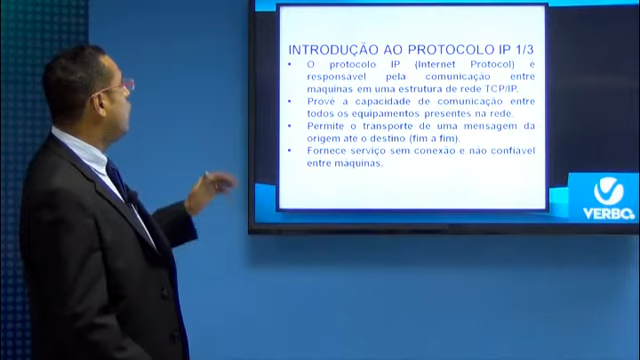 INTRODUÇÃO AO PROTOCOLO IP 1/3
• O protocolo IP (Internet Protocol) é
responsável pela comunicação entre
maquinas em uma estrutura de rede TCP/IP.
• Provê a capacidade de comunicação entre
todos os equipamentos presentes na rede.
• Permite o transporte de uma mensagem da
origem ate o destino (fim a fim).
• Fornece serviço sem conexão e não confiavel
entre maquinas.
VERBO